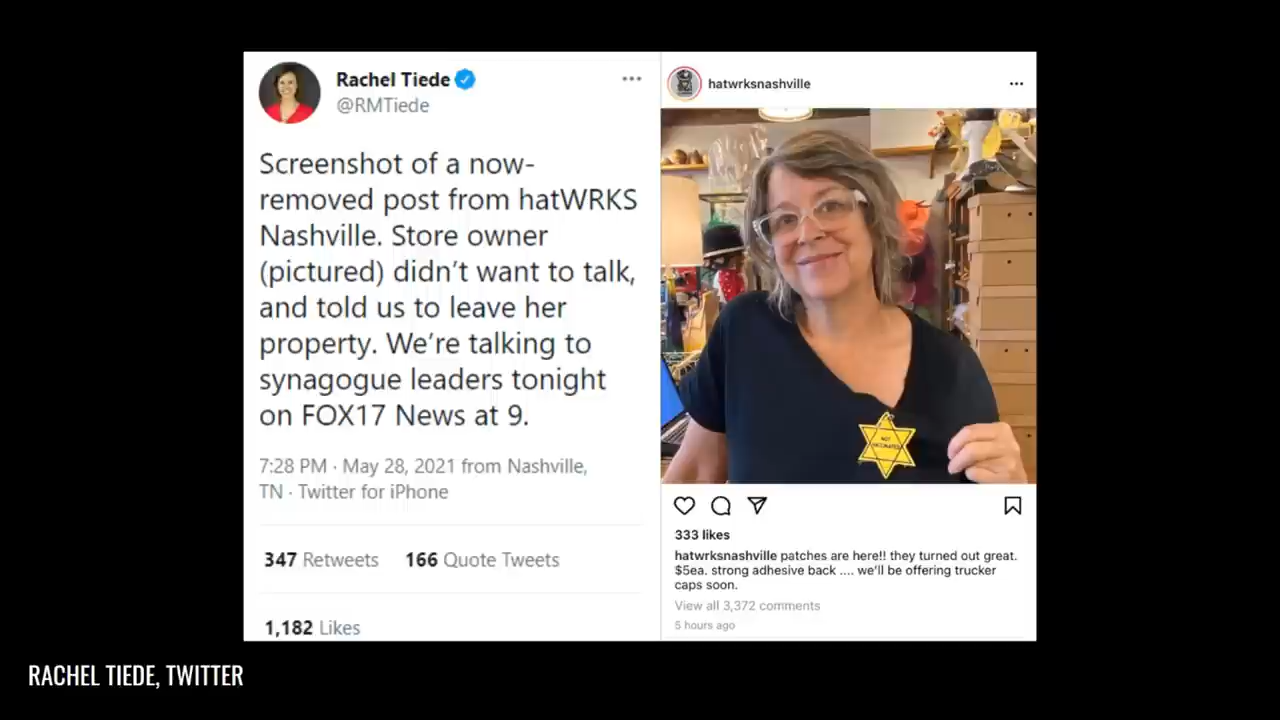 Rachel Tiede
@RMTiede
Screenshot of a now-
removed post from hatWRKS
Nashville. Store owner
(pictured) didn’t want to talk,
and told us to leave her
property. We’re talking to
synagogue leaders tonight
on FOX17 News at 9.
7:28 PM · May 28, 2021 from Nashville,
TN · Twitter for iPhone
347 Retweets 166 Quote Tweets
1,182 Likes
hatwrksnashville
NOT
VACCINATED
333 likes
hatwrksnashville patches are here!! they turned out great.
$5ea. strong adhesive back .... we'll be offering trucker
caps soon.
View all 3,372 comments
5 hours ago
RACHEL TIEDE, TWITTER